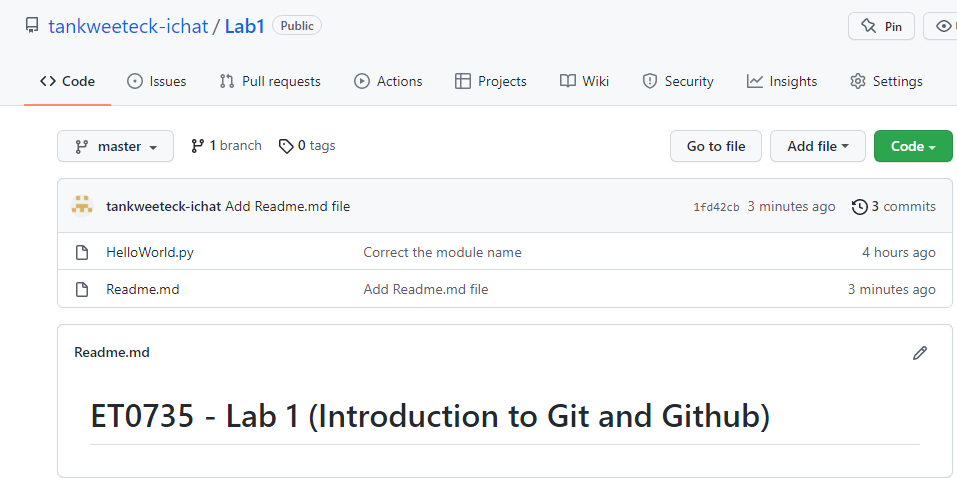 tankweeteck-ichat / Lab1 Public Pin
Code Issues Pull requests Actions Projects Wiki Security Insights Settings
master 1 branch 0 tags Go to file Add file Code
tankweeteck-ichat Add Readme.md file 1fd42cb 3 minutes ago 3 commits
HelloWorld.py Correct the module name 4 hours ago
Readme.md Add Readme.md file 3 minutes ago
Readme.md
ET0735 - Lab 1 (Introduction to Git and Github)